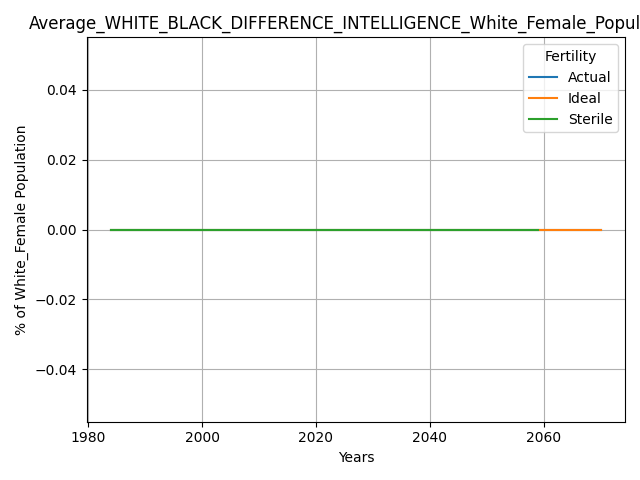 Average_WHITE_BLACK_DIFFERENCE_INTELLIGENCE_White_Female_Popul
Fertility
Actual
Ideal
Sterile
% of White_Female Population
0.04
0.02
0.00
−0.02
−0.04
1980 2000 2020 2040 2060
Years